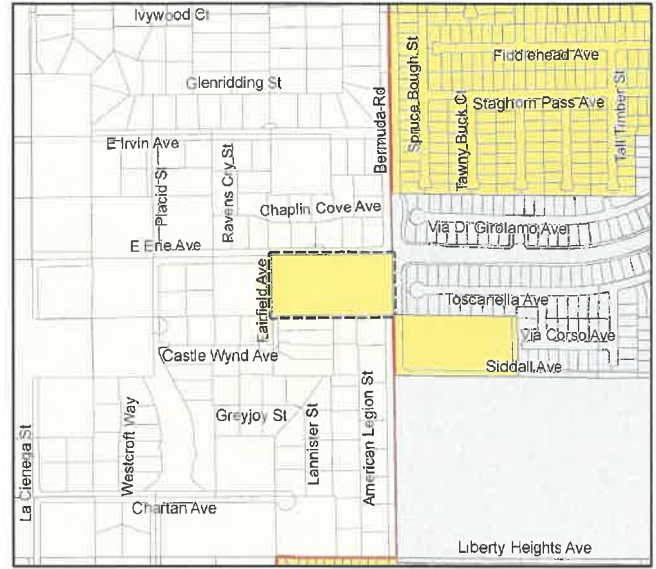 Ivywood Ct
Glenridding St
Bermuda Rd
Spruce Bough St
Fiddlehead Ave
Staghorn Pass Ave
Tawny Buck Ct
Tall Timber St
E Irvin Ave
Placid St
Ravens Cry St
Chaplin Cove Ave
Via Di Girolamo Ave
E Erie Ave
Fairfield Ave
Toscanella Ave
Via Corso Ave
Castle Wynd Ave
Siddall Ave
La Cienega St
Westcroft Way
Greyjoy St
Lannister St
American Legion St
Chartan Ave
Liberty Heights Ave